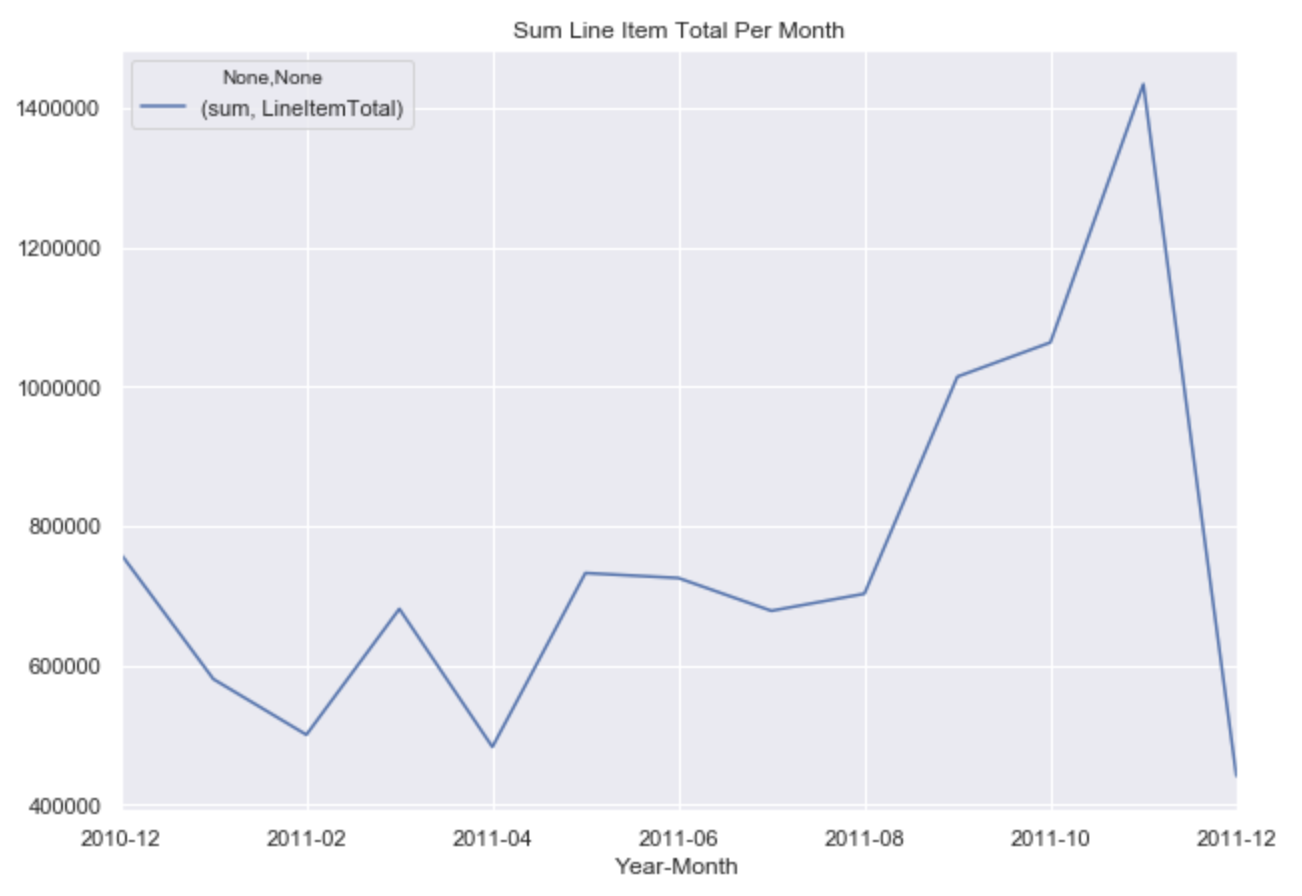 Sum Line Item Total Per Month
None,None
(sum, LineItemTotal)
1400000
1200000
1000000
800000
600000
400000
2010-12 2011-02 2011-04 2011-06 2011-08 2011-10 2011-12
Year-Month